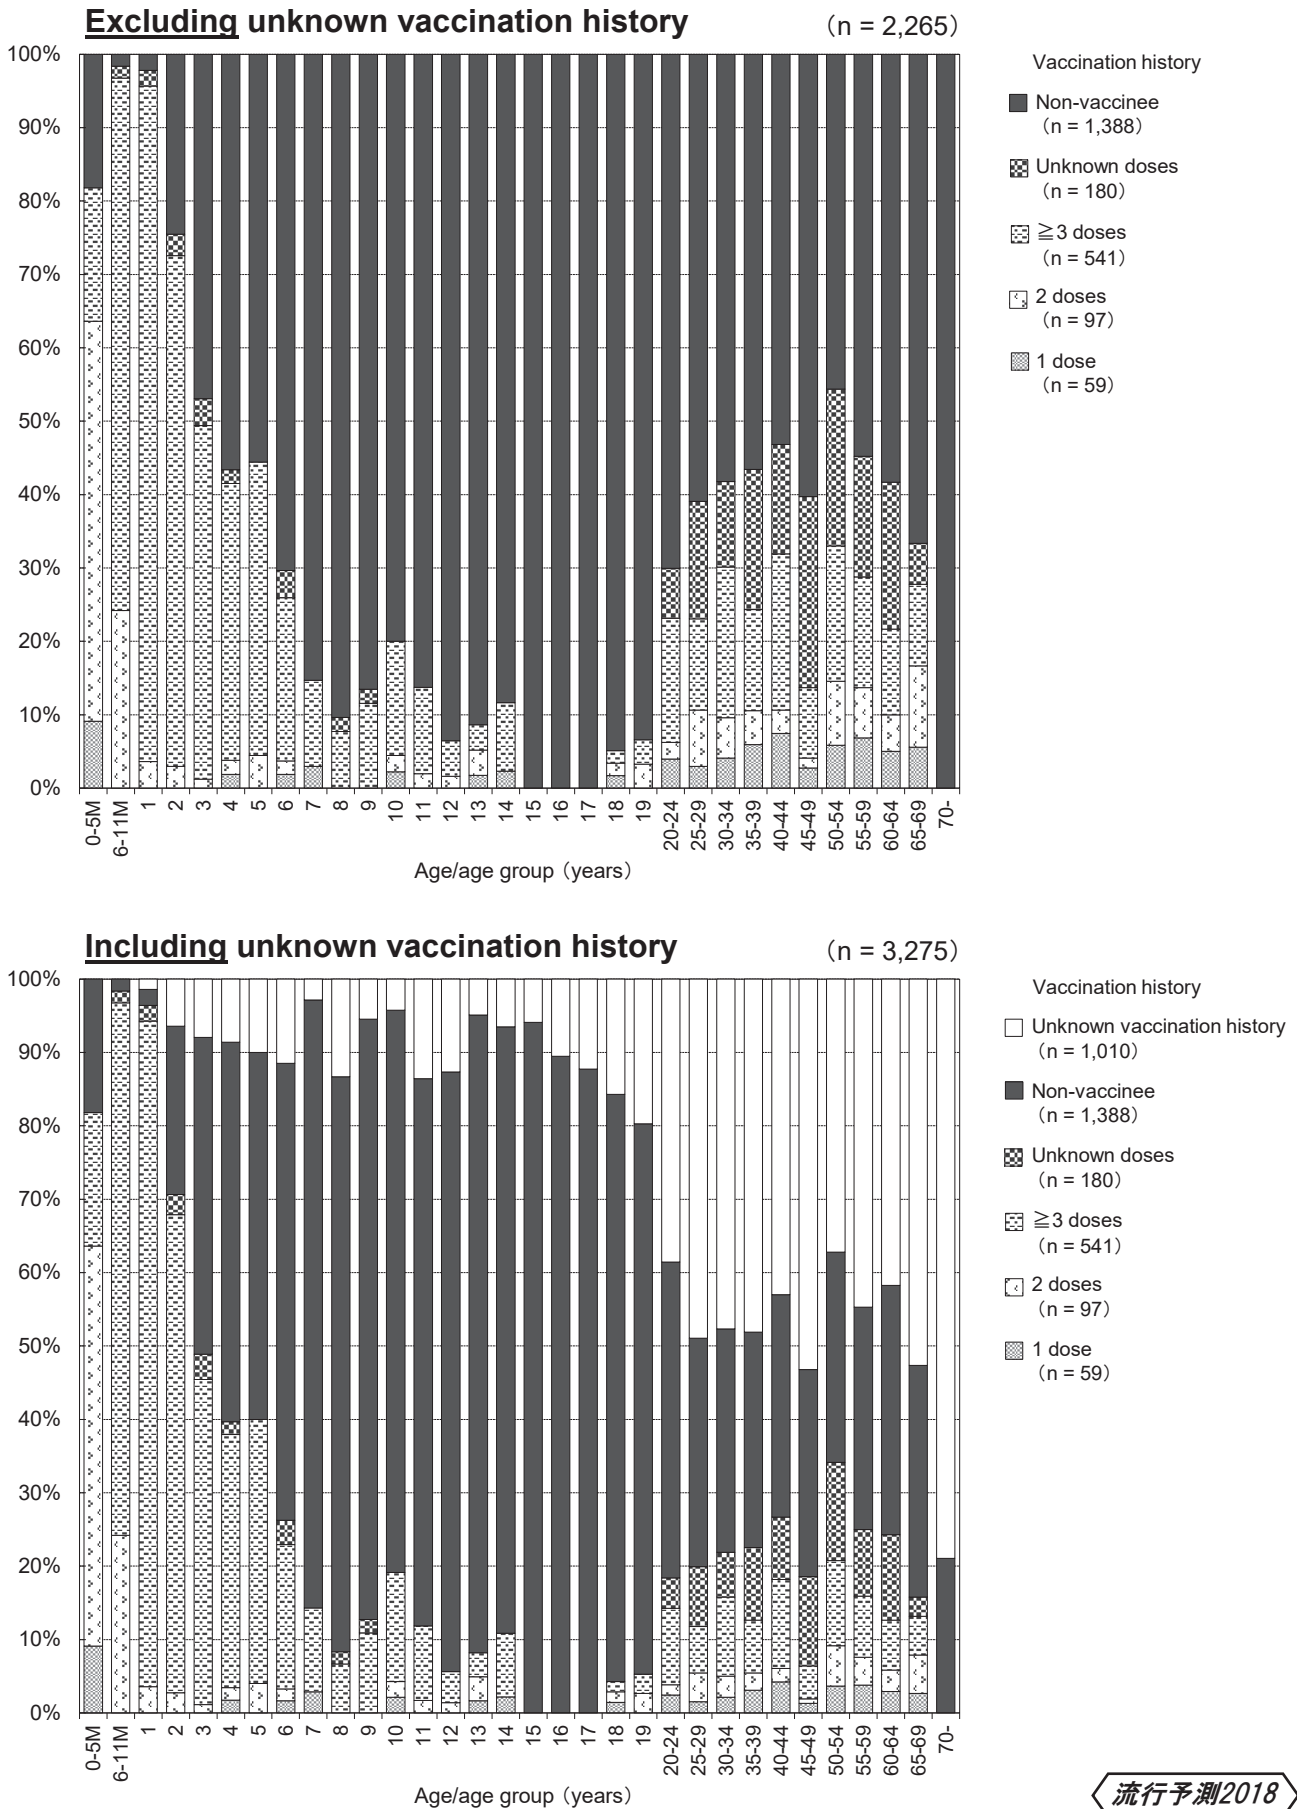 Excluding unknown vaccination history
（n = 2,265）
100%
90%
80%
70%
60%
50%
40%
30%
20%
10%
0%
0-5M
6-11M
1
2
3
4
5
6
7
8
9
10
11
12
13
14
15
16
17
18
19
20-24
25-29
30-34
35-39
40-44
45-49
50-54
55-59
60-64
65-69
70-
Age/age group（years）
Vaccination history
Non-vaccinee
（n = 1,388）
Unknown doses
（n = 180）
≧3 doses
（n = 541）
2 doses
（n = 97）
1 dose
（n = 59）
Including unknown vaccination history
（n = 3,275）
100%
90%
80%
70%
60%
50%
40%
30%
20%
10%
0%
0-5M
6-11M
1
2
3
4
5
6
7
8
9
10
11
12
13
14
15
16
17
18
19
20-24
25-29
30-34
35-39
40-44
45-49
50-54
55-59
60-64
65-69
70-
Age/age group（years）
Vaccination history
Unknown vaccination history
（n = 1,010）
Non-vaccinee
（n = 1,388）
Unknown doses
（n = 180）
≧3 doses
（n = 541）
2 doses
（n = 97）
1 dose
（n = 59）
流行予測2018